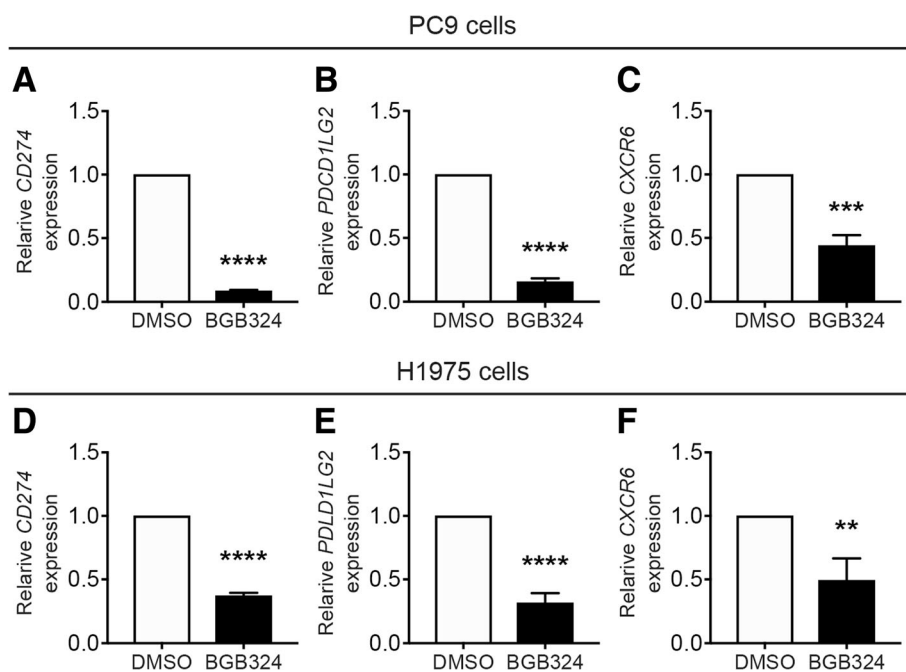 PC9 cells
A
Relarive CD274
expression
1.5
1.0
0.5
0.0
****
DMSO BGB324
B
Relarive PDCD1LG2
expression
1.5
1.0
0.5
0.0
****
DMSO BGB324
C
Relarive CXCR6
expression
1.5
1.0
0.5
0.0
***
DMSO BGB324
H1975 cells
D
Relarive CD274
expression
1.5
1.0
0.5
0.0
****
DMSO BGB324
E
Relarive PDLD1LG2
expression
1.5
1.0
0.5
0.0
****
DMSO BGB324
F
Relarive CXCR6
expression
1.5
1.0
0.5
0.0
**
DMSO BGB324